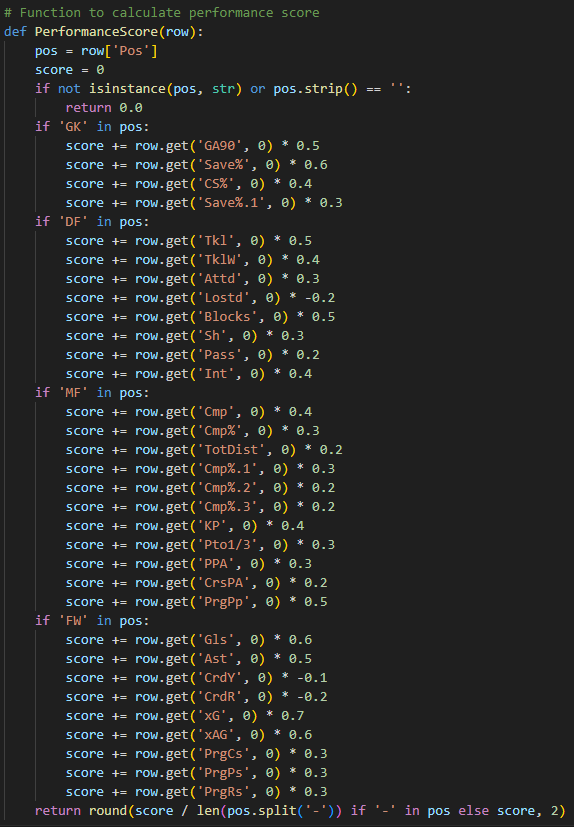 # Function to calculate performance score
def PerformanceScore(row):
    pos = row['Pos']
    score = 0
    if not isinstance(pos, str) or pos.strip() == '':
        return 0.0
    if 'GK' in pos:
        score += row.get('GA90', 0) * 0.5
        score += row.get('Save%', 0) * 0.6
        score += row.get('CS%', 0) * 0.4
        score += row.get('Save%.1', 0) * 0.3
    if 'DF' in pos:
        score += row.get('Tkl', 0) * 0.5
        score += row.get('TklW', 0) * 0.4
        score += row.get('Attd', 0) * 0.3
        score += row.get('Lostd', 0) * -0.2
        score += row.get('Blocks', 0) * 0.5
        score += row.get('Sh', 0) * 0.3
        score += row.get('Pass', 0) * 0.2
        score += row.get('Int', 0) * 0.4
    if 'MF' in pos:
        score += row.get('Cmp', 0) * 0.4
        score += row.get('Cmp%', 0) * 0.3
        score += row.get('TotDist', 0) * 0.2
        score += row.get('Cmp%.1', 0) * 0.3
        score += row.get('Cmp%.2', 0) * 0.2
        score += row.get('Cmp%.3', 0) * 0.2
        score += row.get('KP', 0) * 0.4
        score += row.get('Pto1/3', 0) * 0.3
        score += row.get('PPA', 0) * 0.3
        score += row.get('CrsPA', 0) * 0.2
        score += row.get('PrgPp', 0) * 0.5
    if 'FW' in pos:
        score += row.get('Gls', 0) * 0.6
        score += row.get('Ast', 0) * 0.5
        score += row.get('CrdY', 0) * -0.1
        score += row.get('CrdR', 0) * -0.2
        score += row.get('xG', 0) * 0.7
        score += row.get('xAG', 0) * 0.6
        score += row.get('PrgCs', 0) * 0.3
        score += row.get('PrgPs', 0) * 0.3
        score += row.get('PrgRs', 0) * 0.3
    return round(score / len(pos.split('-')) if '-' in pos else score, 2)